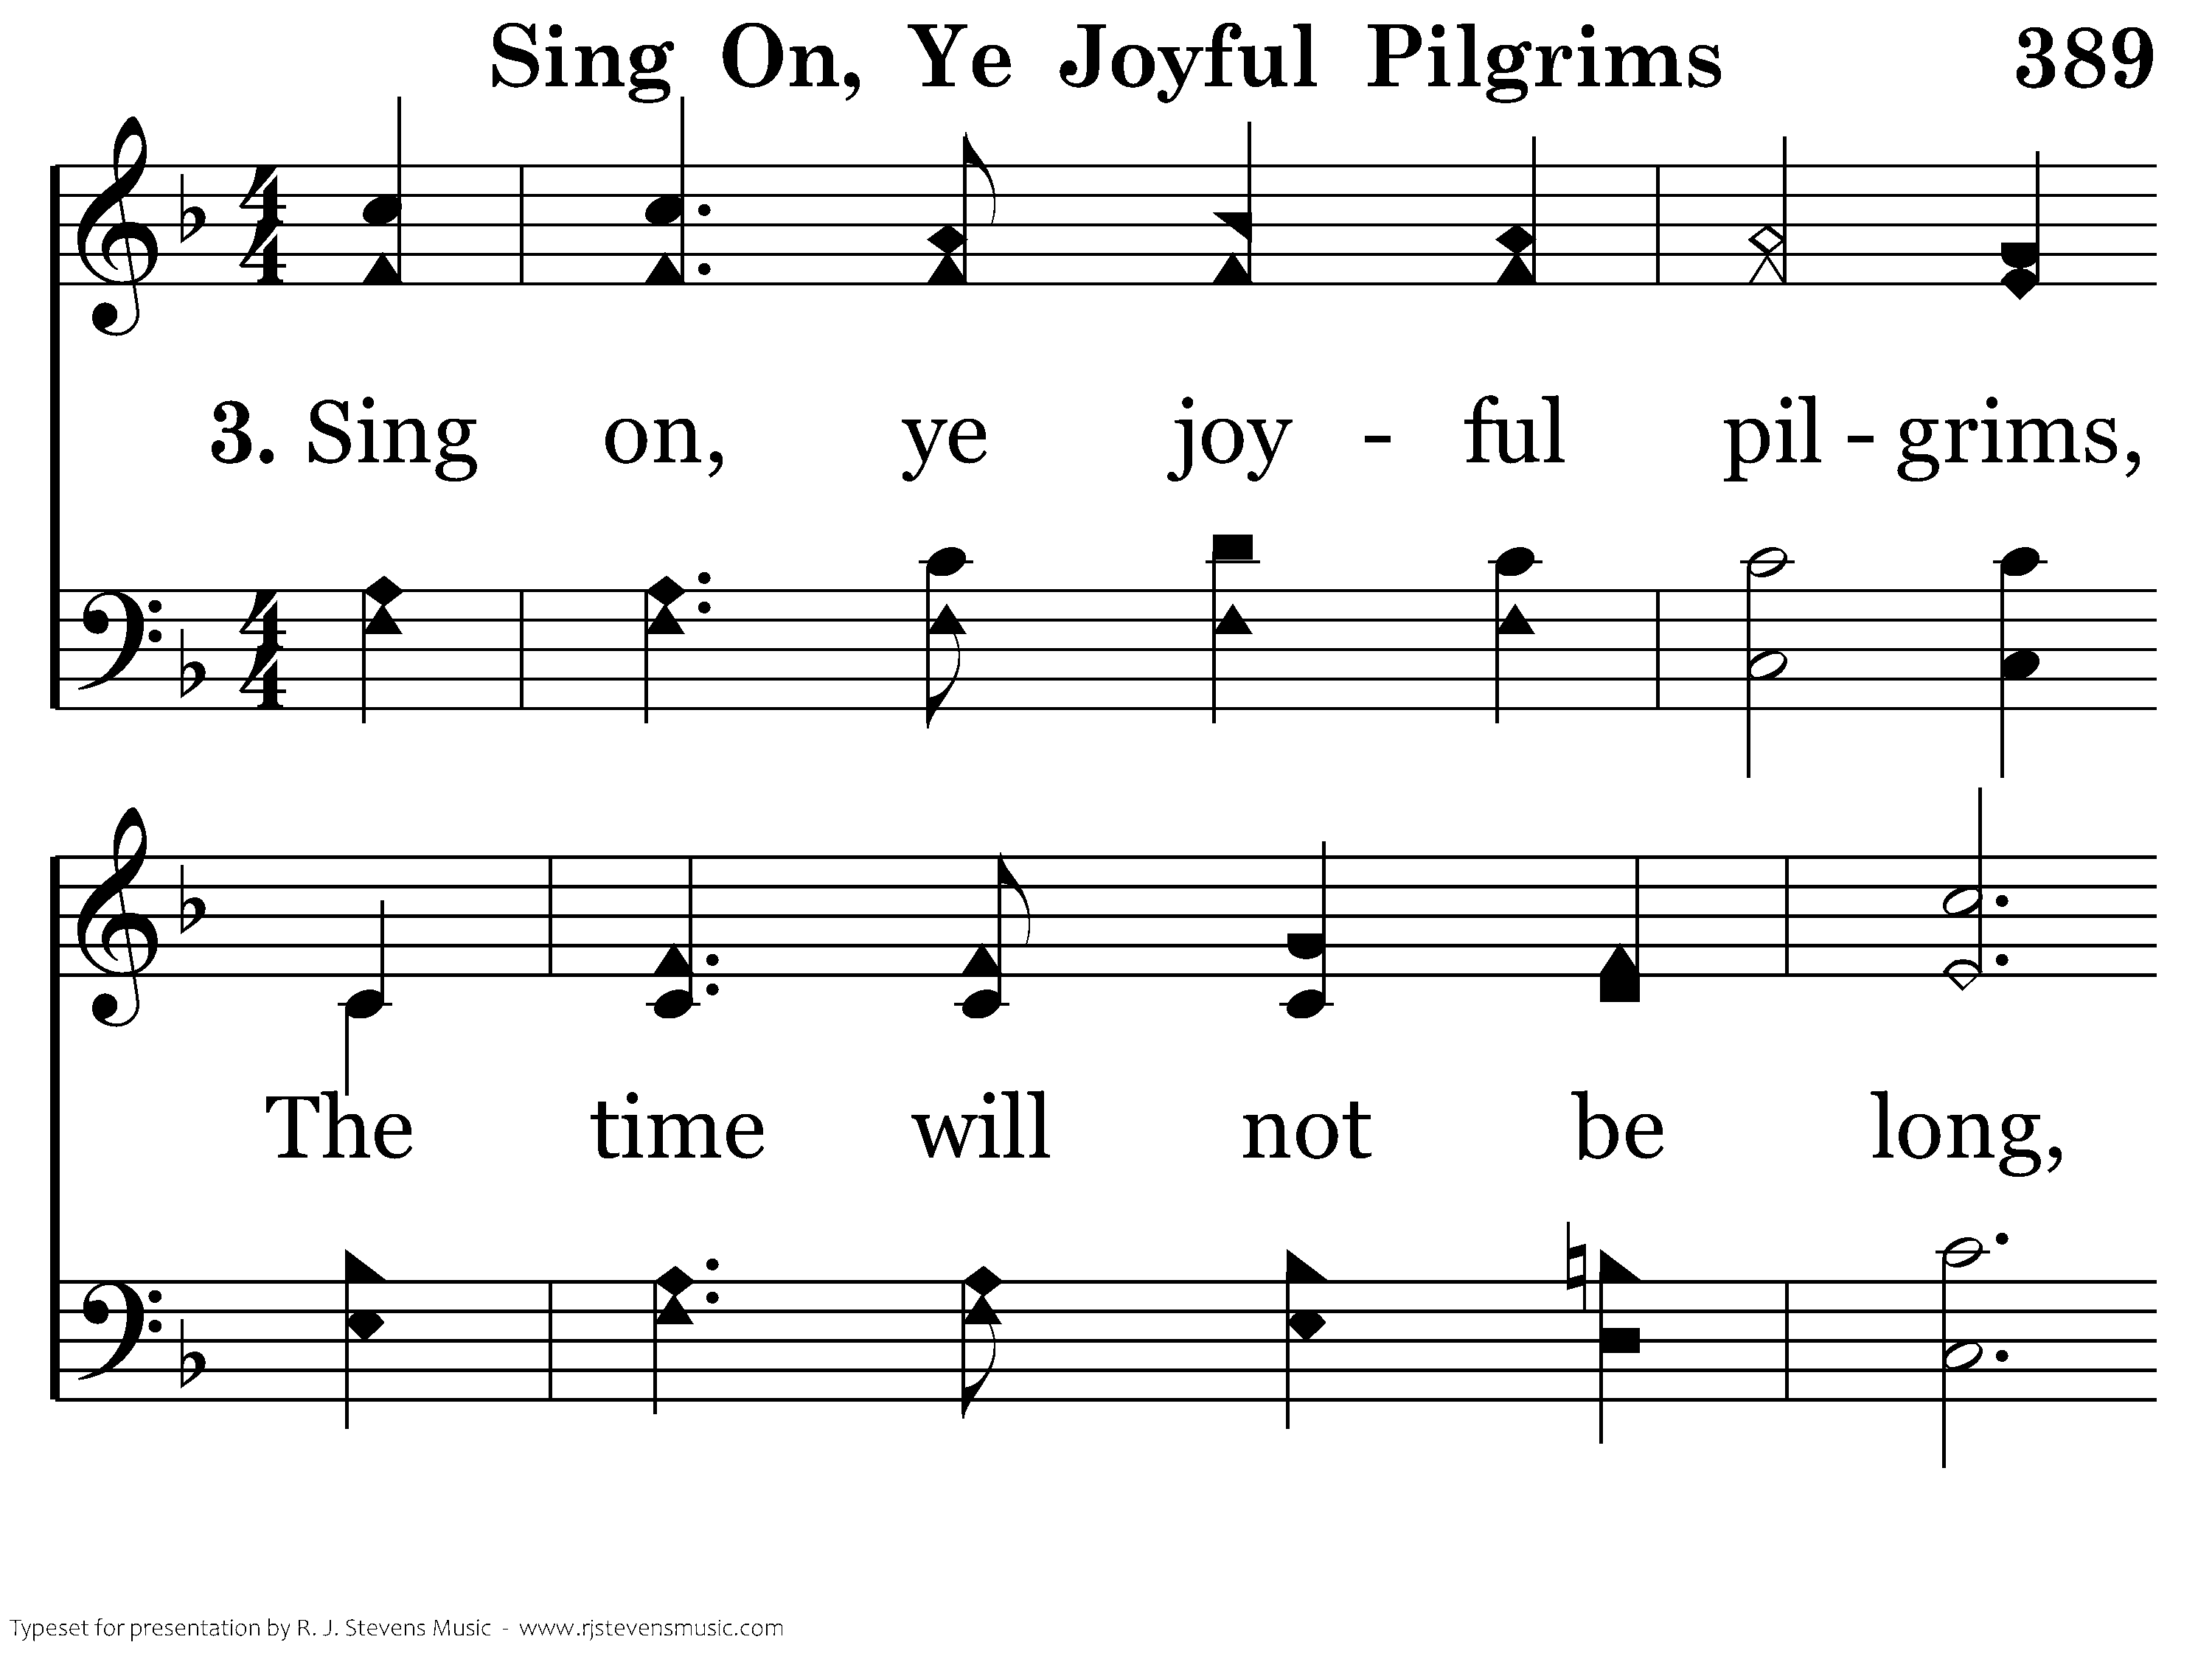 Sing On, Ye Joyful Pilgrims 389
3. Sing on, ye joy - ful pil - grims,
The time will not be long,
Typeset for presentation by R. J. Stevens Music - www.rjstevensmusic.com